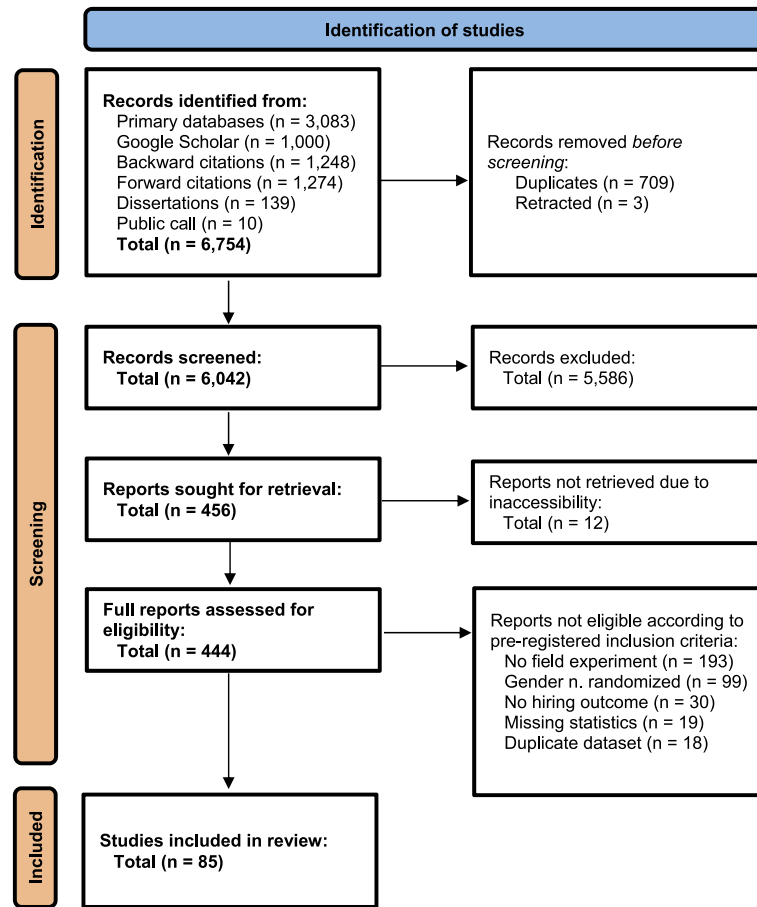 Identification of studies
Identification
Records identified from:
Primary databases (n = 3,083)
Google Scholar (n = 1,000)
Backward citations (n = 1,248)
Forward citations (n = 1,274)
Dissertations (n = 139)
Public call (n = 10)
Total (n = 6,754)
Records removed before
screening:
Duplicates (n = 709)
Retracted (n = 3)
Screening
Records screened:
Total (n = 6,042)
Records excluded:
Total (n = 5,586)
Reports sought for retrieval:
Total (n = 456)
Reports not retrieved due to
inaccessibility:
Total (n = 12)
Full reports assessed for
eligibility:
Total (n = 444)
Reports not eligible according to
pre-registered inclusion criteria:
No field experiment (n = 193)
Gender n. randomized (n = 99)
No hiring outcome (n = 30)
Missing statistics (n = 19)
Duplicate dataset (n = 18)
Included
Studies included in review:
Total (n = 85)